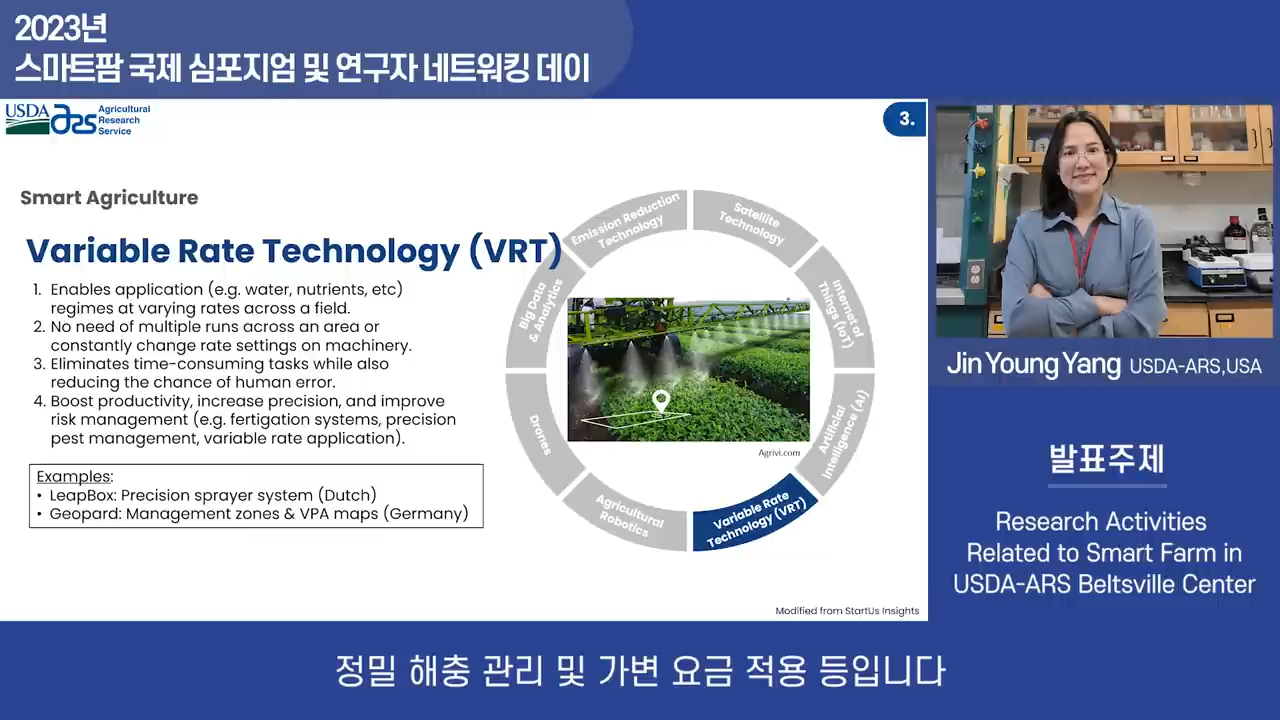 2023년
스마트팜 국제 심포지엄 및 연구자 네트워킹 데이
USDA ars Agricultural
Research
Service
3.
Smart Agriculture
Variable Rate Technology (VRT)
1. Enables application (e.g. water, nutrients, etc)
regimes at varying rates across a field.
2. No need of multiple runs across an area or
constantly change rate settings on machinery.
3. Eliminates time-consuming tasks while also
reducing the chance of human error.
4. Boost productivity, increase precision, and improve
risk management (e.g. fertigation systems, precision
pest management, variable rate application).
Examples:
• LeapBox: Precision sprayer system (Dutch)
• Geopard: Management zones & VPA maps (Germany)
Emission Reduction
Technology
Satellite
Technology
Internet of
Things (IoT)
Artificial
Intelligence (AI)
Variable Rate
Technology (VRT)
Agricultural
Robotics
Drones
Big Data
& Analytics
Agrivi.com
Modified from StartUs Insights
Jin Young Yang USDA-ARS,USA
발표주제
Research Activities
Related to Smart Farm in
USDA-ARS Beltsville Center
정밀 해충 관리 및 가변 요금 적용 등입니다